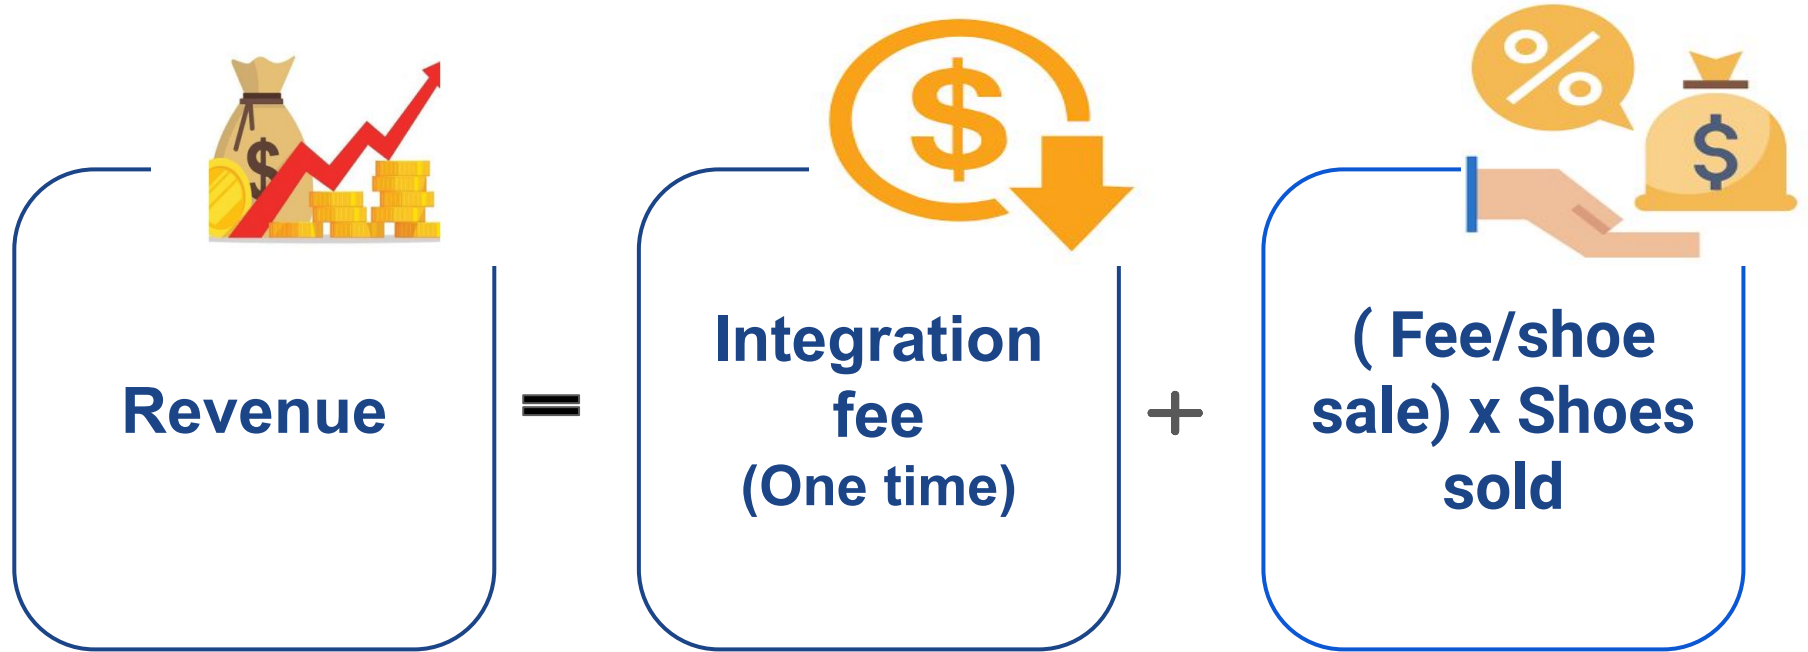 Revenue
=
Integration
fee
(One time)
+
( Fee/shoe
sale) x Shoes
sold
$
$
%
$